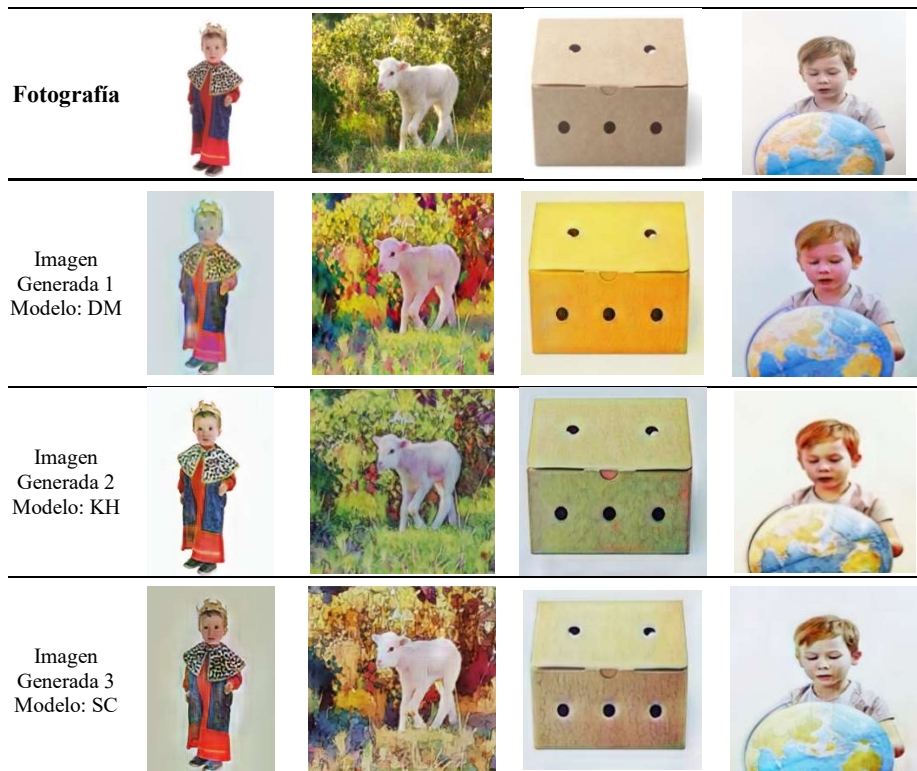 Fotografía
Imagen
Generada 1
Modelo: DM
Imagen
Generada 2
Modelo: KH
Imagen
Generada 3
Modelo: SC